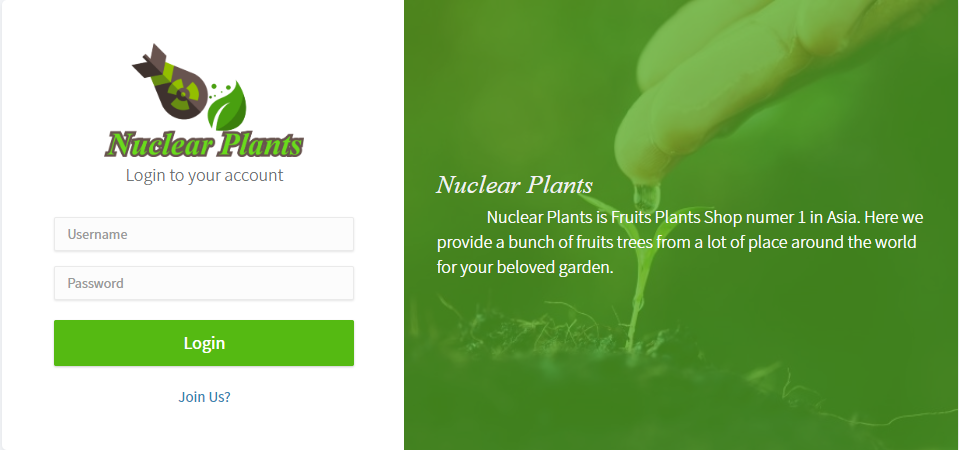 Nuclear Plants
Login to your account
Username
Password
Login
Join Us?
Nuclear Plants
Nuclear Plants is Fruits Plants Shop numer 1 in Asia. Here we
provide a bunch of fruits trees from a lot of place around the world
for your beloved garden.